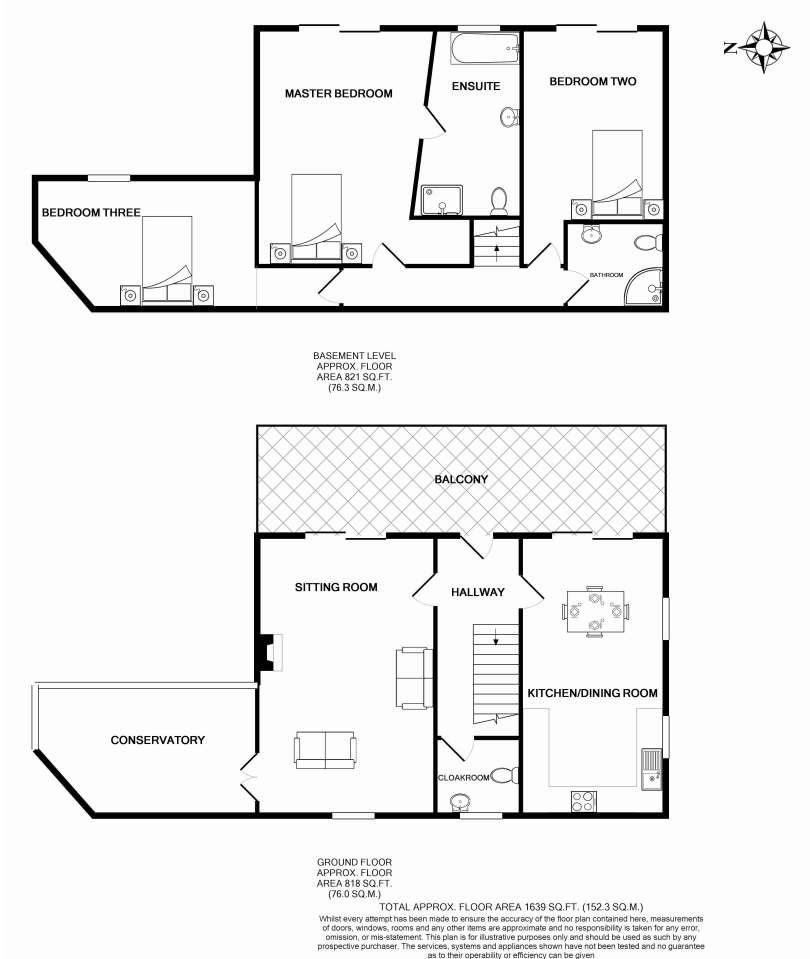 N
MASTER BEDROOM
ENSUITE
BEDROOM TWO
BEDROOM THREE
BATHROOM
BASEMENT LEVEL
APPROX. FLOOR
AREA 821 SQ.FT.
(76.3 SQ.M.)
BALCONY
SITTING ROOM
HALLWAY
KITCHEN/DINING ROOM
CONSERVATORY
CLOAKROOM
GROUND FLOOR
APPROX. FLOOR
AREA 818 SQ.FT.
(76.0 SQ.M.)
TOTAL APPROX. FLOOR AREA 1639 SQ.FT. (152.3 SQ.M.)
Whilst every attempt has been made to ensure the accuracy of the floor plan contained here, measurements
of doors, windows, rooms and any other items are approximate and no responsibility is taken for any error,
omission, or mis-statement. This plan is for illustrative purposes only and should be used as such by any
prospective purchaser. The services, systems and appliances shown have not been tested and no guarantee
as to their operability or efficiency can be given